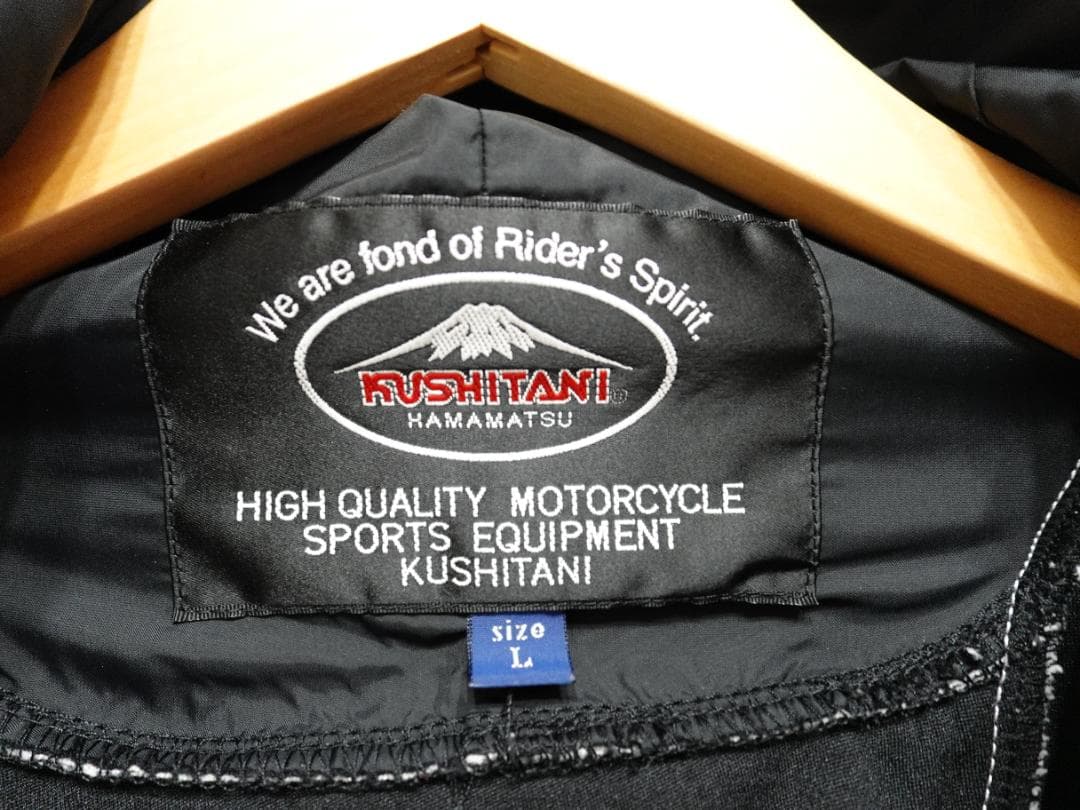 We are fond of Rider's Spirit.
KUSHITANI®
HAMAMATSU
HIGH QUALITY MOTORCYCLE
SPORTS EQUIPMENT
KUSHITANI
size
L